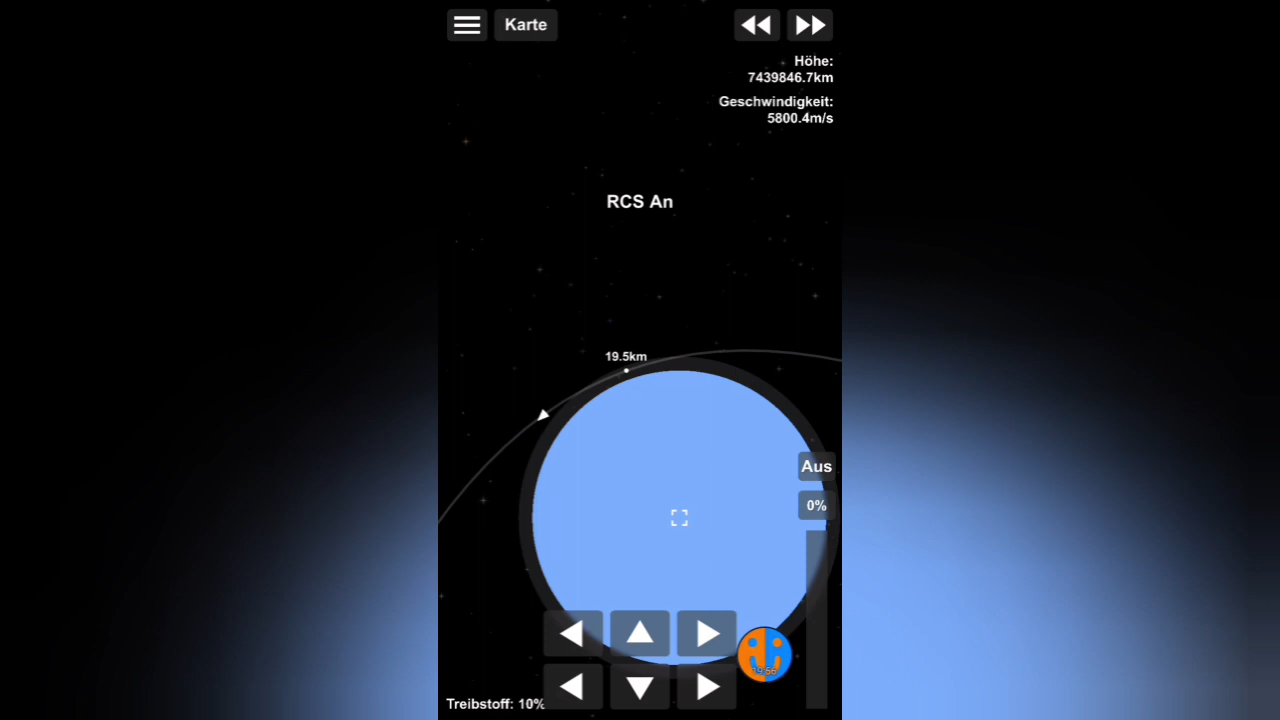 Karte
Höhe:
7439846.7km
Geschwindigkeit:
5800.4m/s
RCS An
19.5km
Aus
0%
Treibstoff: 10%